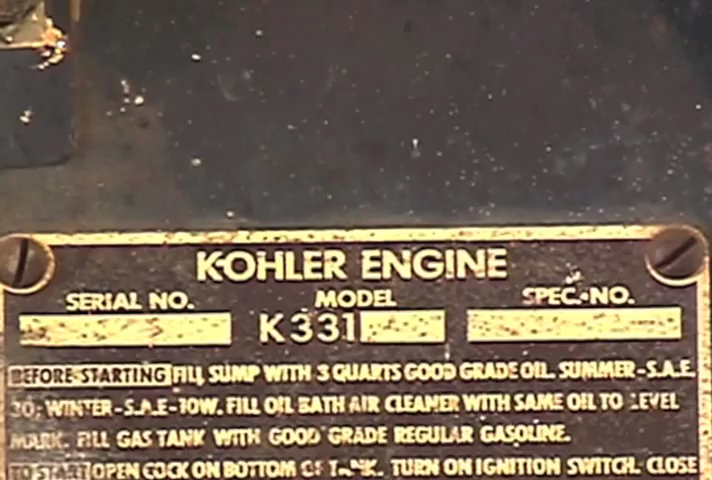 KOHLER ENGINE
SERIAL NO. MODEL SPEC. NO.
K331
BEFORE STARTING FILL SUMP WITH 3 QUARTS GOOD GRADE OIL. SUMMER-S.A.E.
30; WINTER-S.A.E-10W. FILL OIL BATH AIR CLEANER WITH SAME OIL TO LEVEL
MARK. FILL GAS TANK WITH GOOD GRADE REGULAR GASOLINE.
TO START OPEN COCK ON BOTTOM OF TANK. TURN ON IGNITION SWITCH. CLOSE